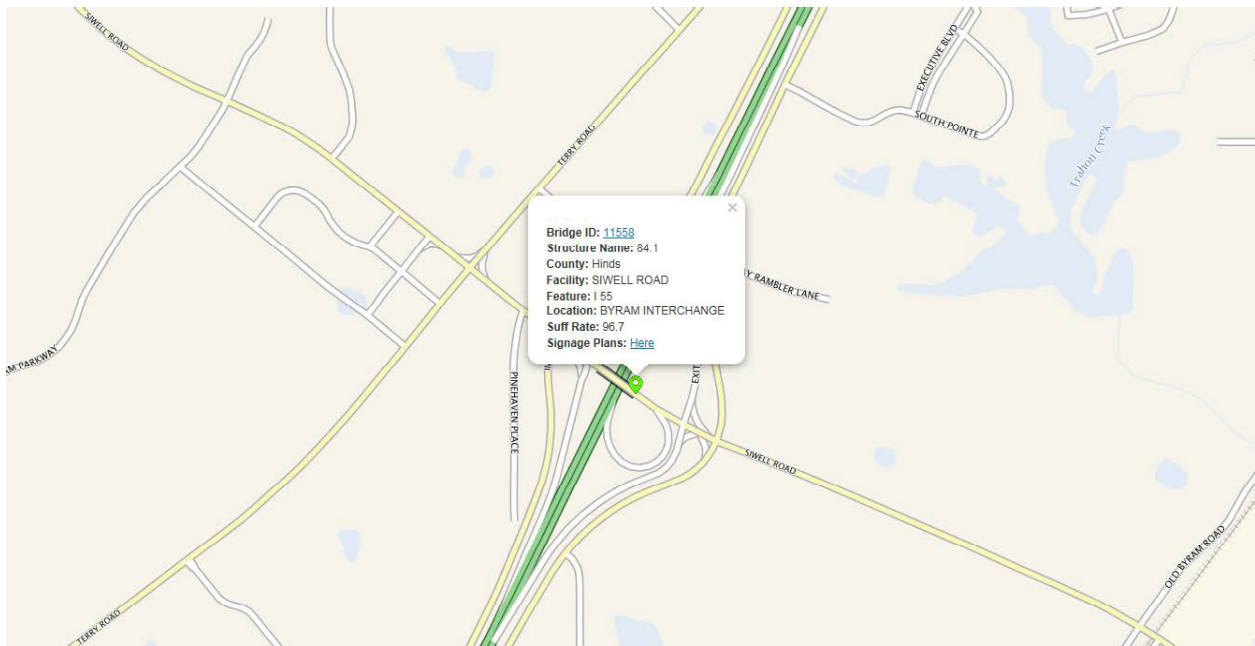 SIWELL ROAD
EXECUTIVE BLVD
SOUTH POINTE
TERRY ROAD
Trahon Creek
×
Bridge ID: 11558
Structure Name: 84.1
County: Hinds
Facility: SIWELL ROAD
Feature: I 55
Location: BYRAM INTERCHANGE
Suff Rate: 96.7
Signage Plans: Here
Y RAMBLER LANE
AM PARKWAY
PINEHAVEN PLACE
EXIT
SIWELL ROAD
OLD BYRAM ROAD
TERRY ROAD